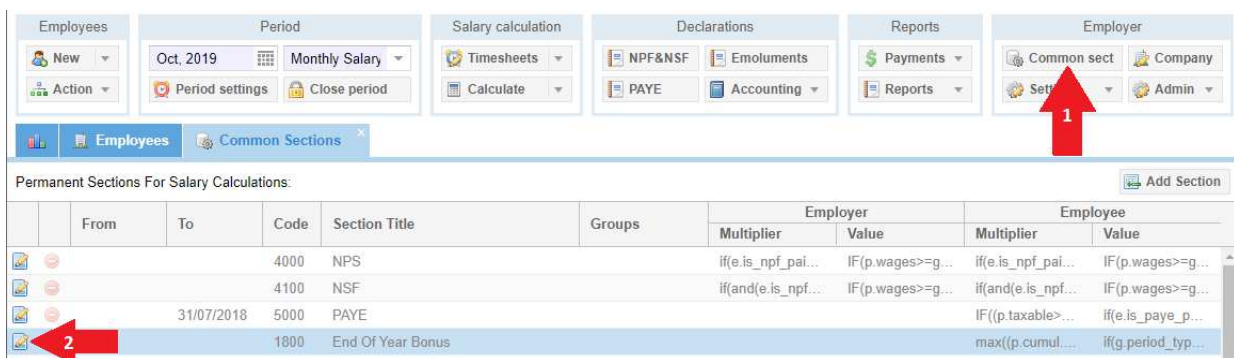 Employees Period Salary calculation Declarations Reports Employer
New Oct, 2019 Monthly Salary Timesheets NPF&NSF Emoluments Payments Common sect Company
Action Period settings Close period Calculate PAYE Accounting Reports Admin
1
Employees Common Sections
Permanent Sections For Salary Calculations: Add Section
From To Code Section Title Groups Employer Employee
Multiplier Value Multiplier Value
4000 NPS if(e.is_npf_pai... IF(p.wages>=g... if(e.is_npf_pai... IF(p.wages>=g...
4100 NSF if(and(e.is_npf... IF(p.wages>=g... if(and(e.is_npf... IF(p.wages>=g...
31/07/2018 5000 PAYE IF((p.taxable>... if(e.is_paye_p...
2 1800 End Of Year Bonus max((p.cumul.... if(g.period_typ...